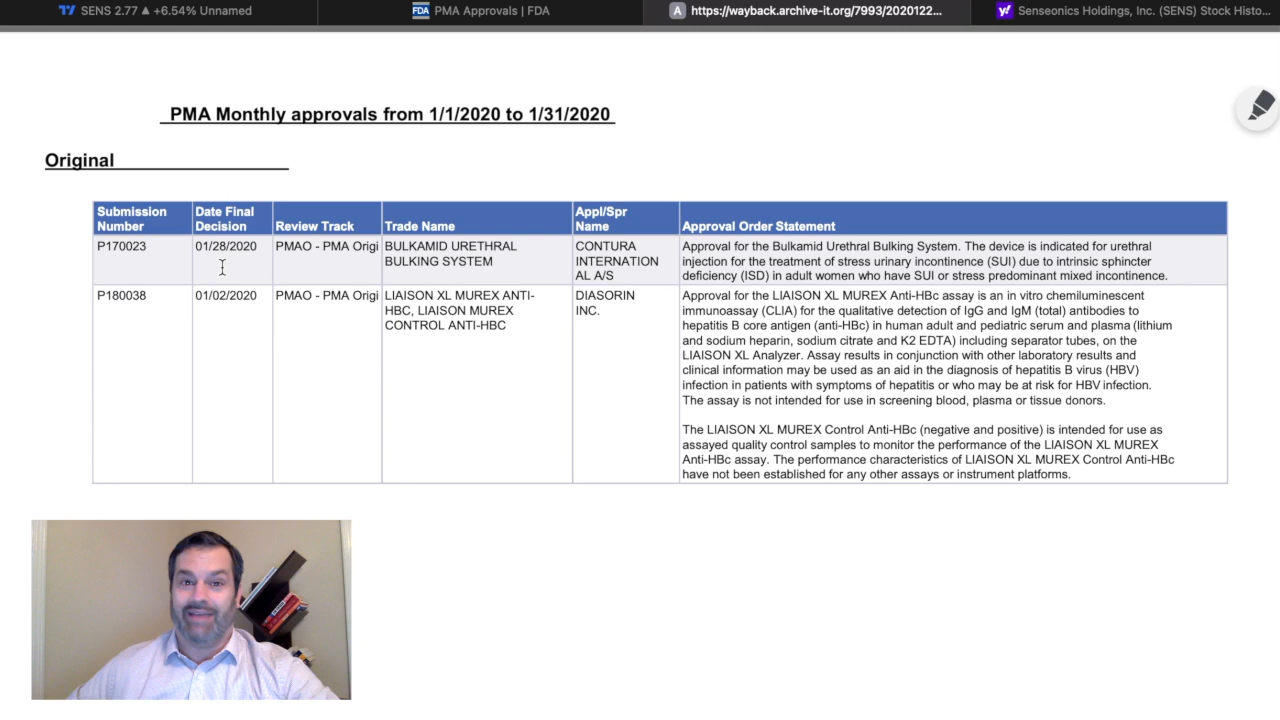 SENS 2.77 ▲ +6.54% Unnamed
FDA PMA Approvals | FDA
A https://wayback.archive-it.org/7993/2020122...
y! Senseonics Holdings, Inc. (SENS) Stock Histo...
PMA Monthly approvals from 1/1/2020 to 1/31/2020
Original
Submission Number
Date Final Decision
Review Track
Trade Name
Appl/Spr Name
Approval Order Statement
P170023
01/28/2020
PMAO - PMA Origi
BULKAMID URETHRAL
BULKING SYSTEM
CONTURA
INTERNATION
AL A/S
Approval for the Bulkamid Urethral Bulking System. The device is indicated for urethral
injection for the treatment of stress urinary incontinence (SUI) due to intrinsic sphincter
deficiency (ISD) in adult women who have SUI or stress predominant mixed incontinence.
P180038
01/02/2020
PMAO - PMA Origi
LIAISON XL MUREX ANTI-
HBC, LIAISON MUREX
CONTROL ANTI-HBC
DIASORIN
INC.
Approval for the LIAISON XL MUREX Anti-HBc assay is an in vitro chemiluminescent
immunoassay (CLIA) for the qualitative detection of IgG and IgM (total) antibodies to
hepatitis B core antigen (anti-HBc) in human adult and pediatric serum and plasma (lithium
and sodium heparin, sodium citrate and K2 EDTA) including separator tubes, on the
LIAISON XL Analyzer. Assay results in conjunction with other laboratory results and
clinical information may be used as an aid in the diagnosis of hepatitis B virus (HBV)
infection in patients with symptoms of hepatitis or who may be at risk for HBV infection.
The assay is not intended for use in screening blood, plasma or tissue donors.
The LIAISON XL MUREX Control Anti-HBc (negative and positive) is intended for use as
assayed quality control samples to monitor the performance of the LIAISON XL MUREX
Anti-HBc assay. The performance characteristics of LIAISON XL MUREX Control Anti-HBc
have not been established for any other assays or instrument platforms.